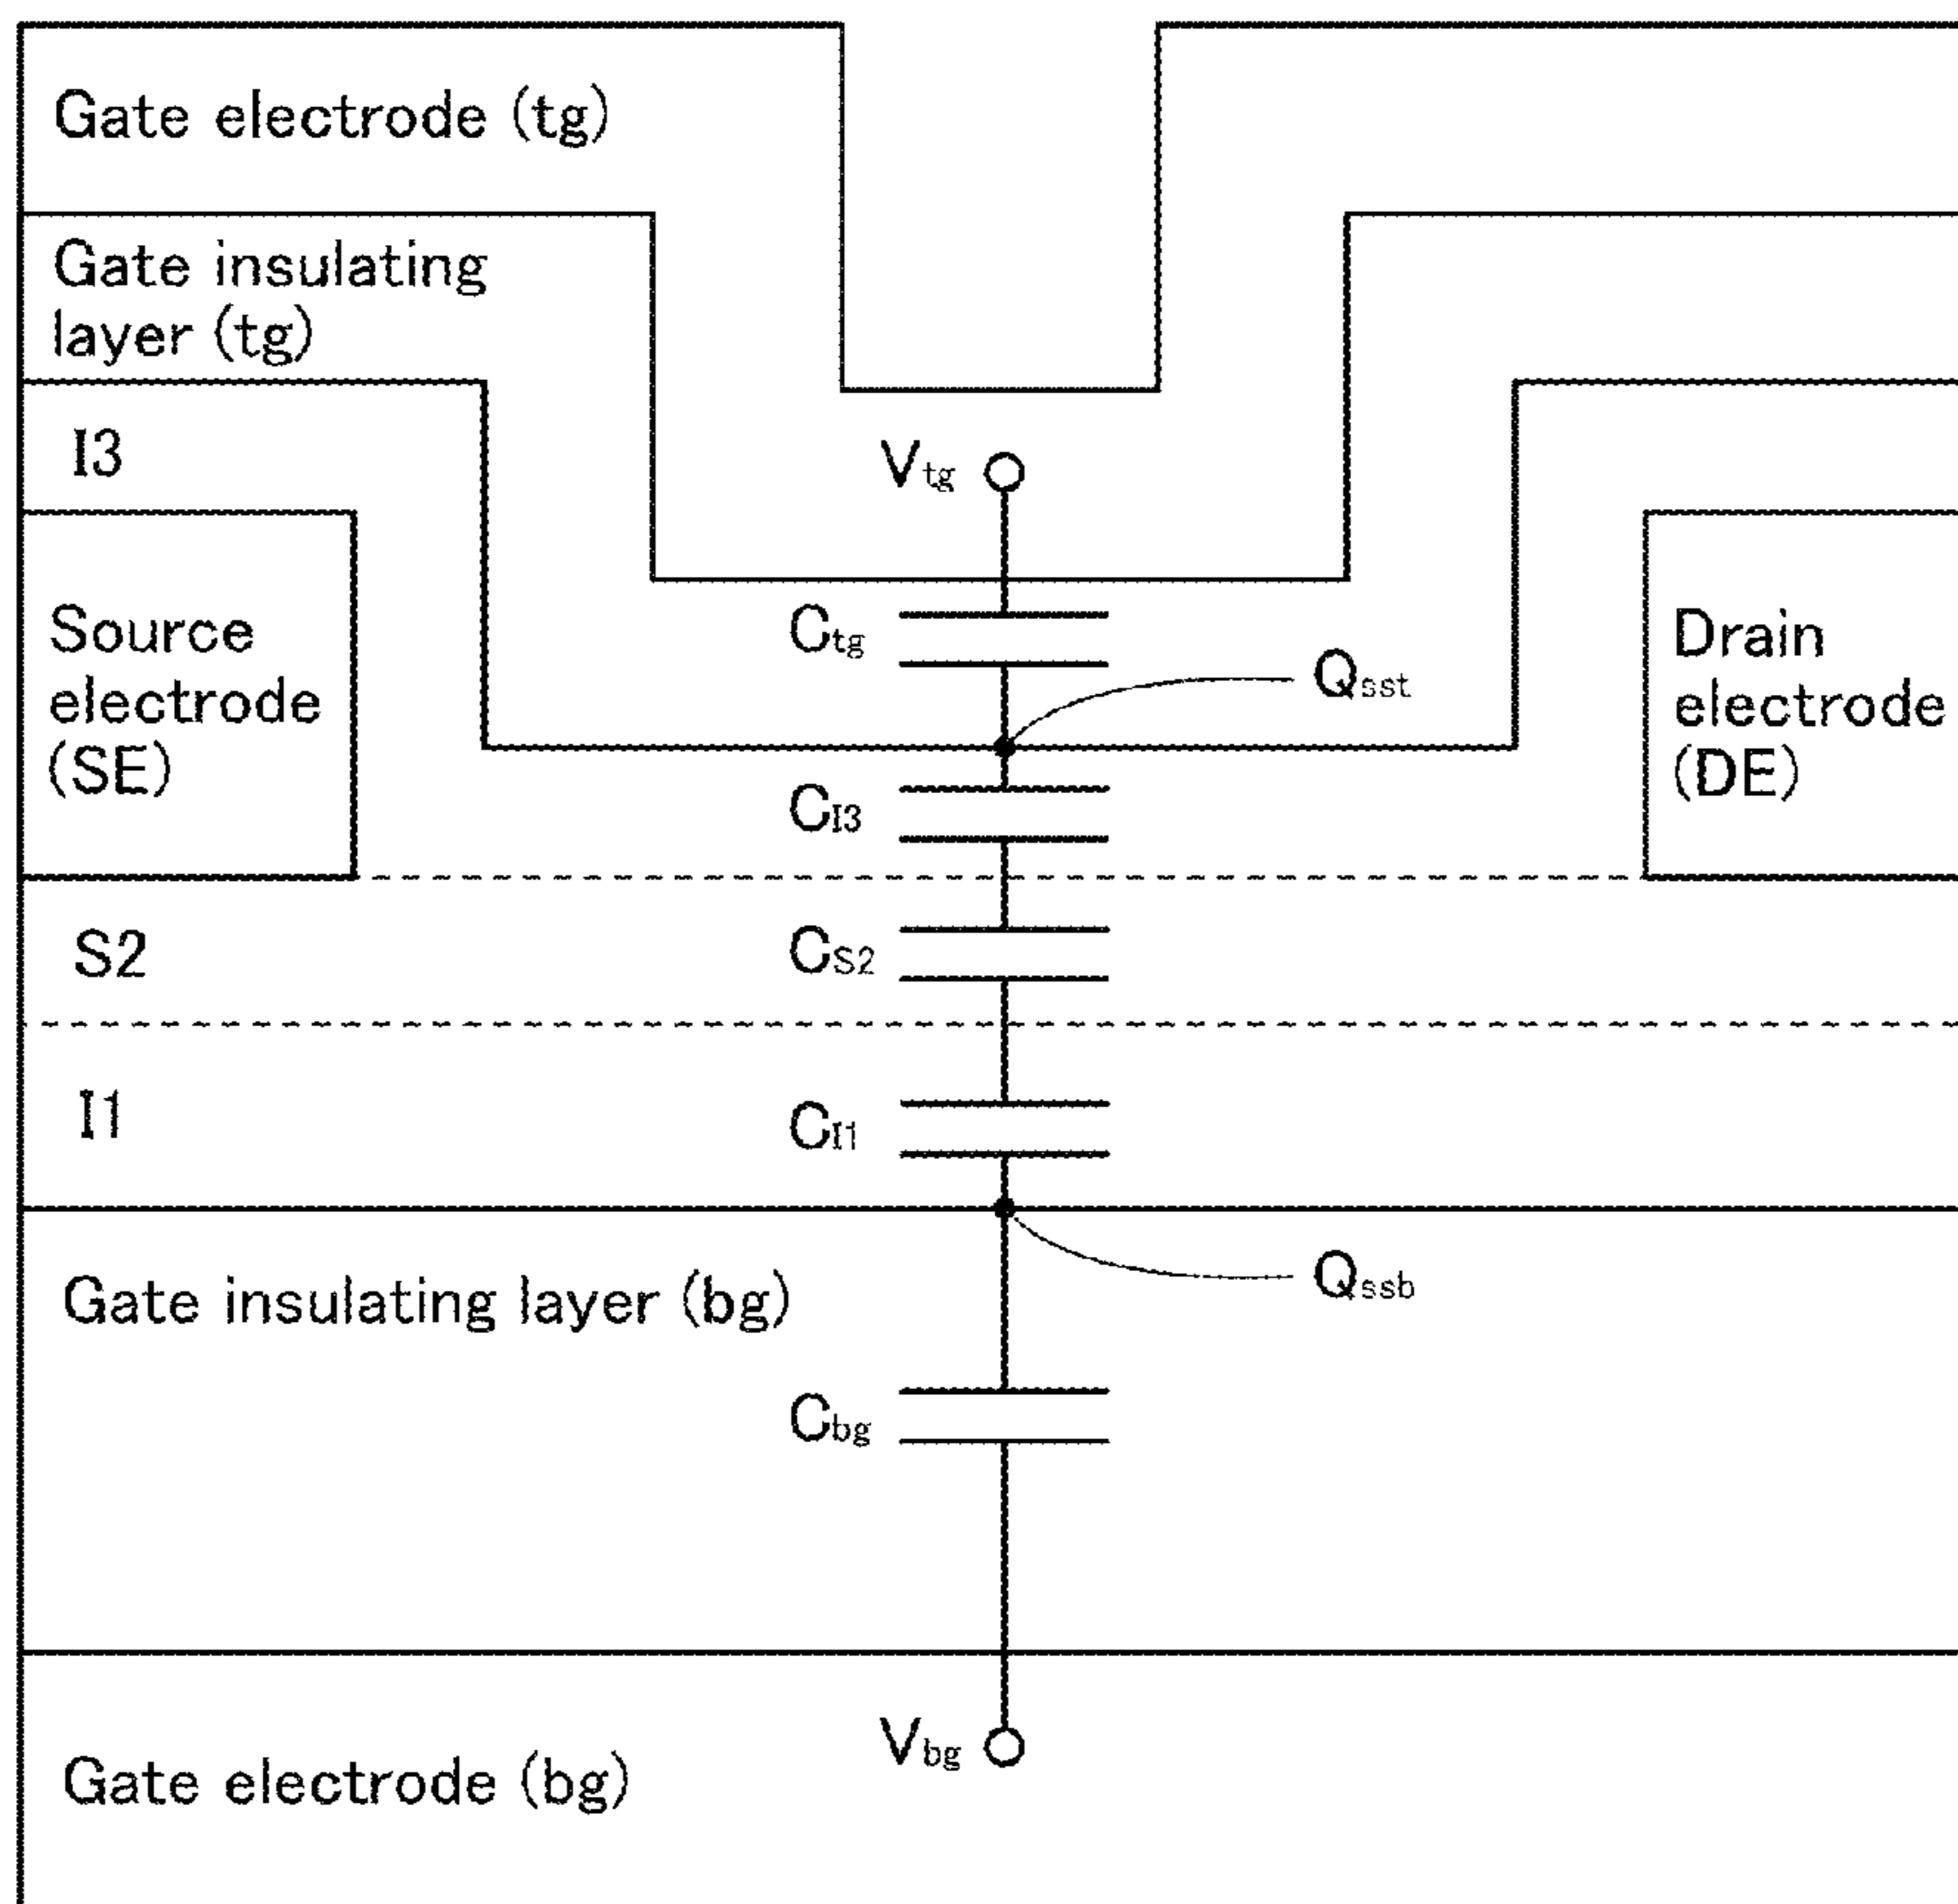 Gate electrode (tg)
Gate insulating
layer (tg)
I3
Vtg
Source
electrode
(SE)
Ctg
Qsst
Drain
electrode
(DE)
CI3
S2
CS2
I1
CI1
Gate insulating layer (bg)
Qssb
Cbg
Vbg
Gate electrode (bg)